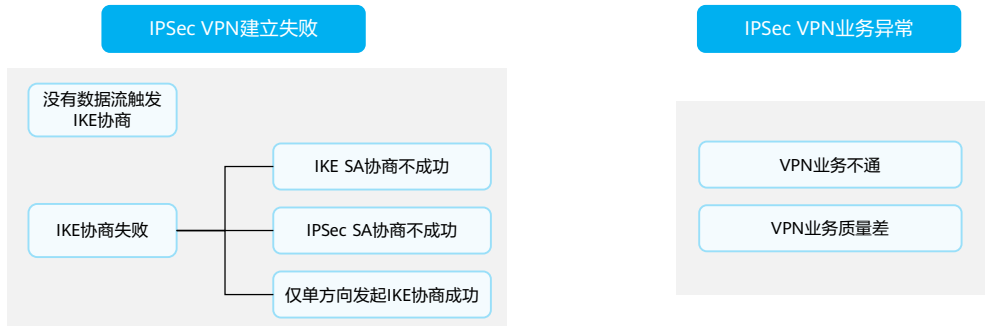 IPSec VPN建立失败
没有数据流触发
IKE协商
IKE协商失败
IKE SA协商不成功
IPSec SA协商不成功
仅单方向发起IKE协商成功
IPSec VPN业务异常
VPN业务不通
VPN业务质量差